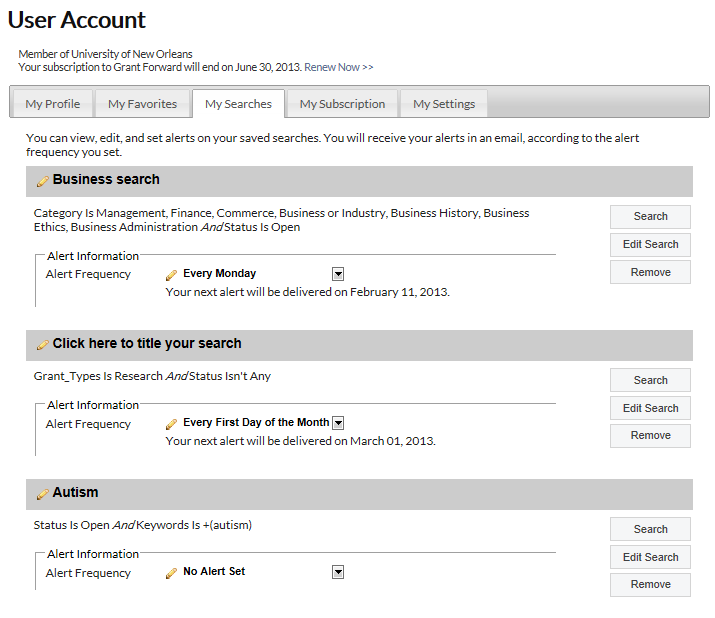 User Account
Member of University of New Orleans
Your subscription to Grant Forward will end on June 30, 2013. Renew Now >>
My Profile
My Favorites
My Searches
My Subscription
My Settings
You can view, edit, and set alerts on your saved searches. You will receive your alerts in an email, according to the alert
frequency you set.
Business search
Category Is Management, Finance, Commerce, Business or Industry, Business History, Business
Ethics, Business Administration And Status Is Open
Search
Edit Search
Remove
Alert Information
Alert Frequency
Every Monday
Your next alert will be delivered on February 11, 2013.
Click here to title your search
Grant_Types Is Research And Status Isn't Any
Search
Edit Search
Remove
Alert Information
Alert Frequency
Every First Day of the Month
Your next alert will be delivered on March 01, 2013.
Autism
Status Is Open And Keywords Is +(autism)
Search
Edit Search
Remove
Alert Information
Alert Frequency
No Alert Set